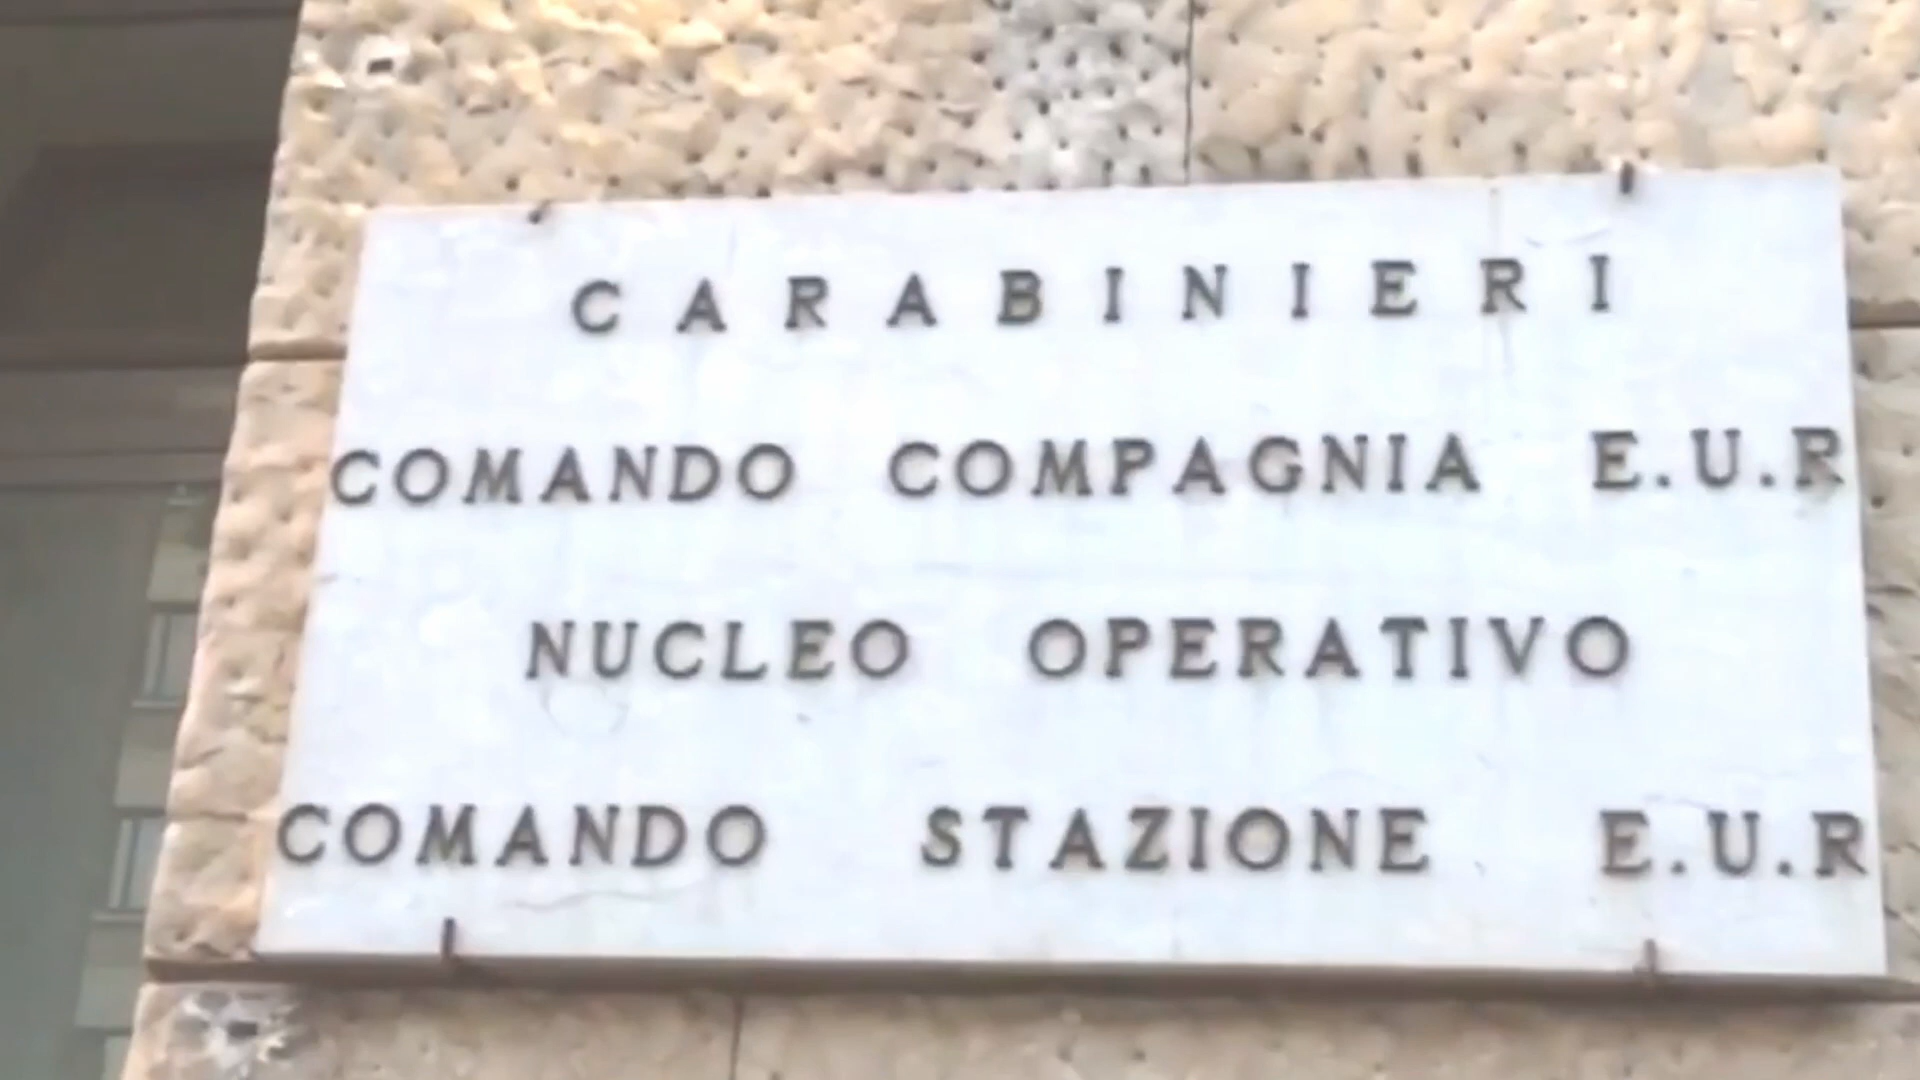 CARABINIERI
COMANDO COMPAGNIA E.U.R
NUCLEO OPERATIVO
COMANDO STAZIONE E.U.R